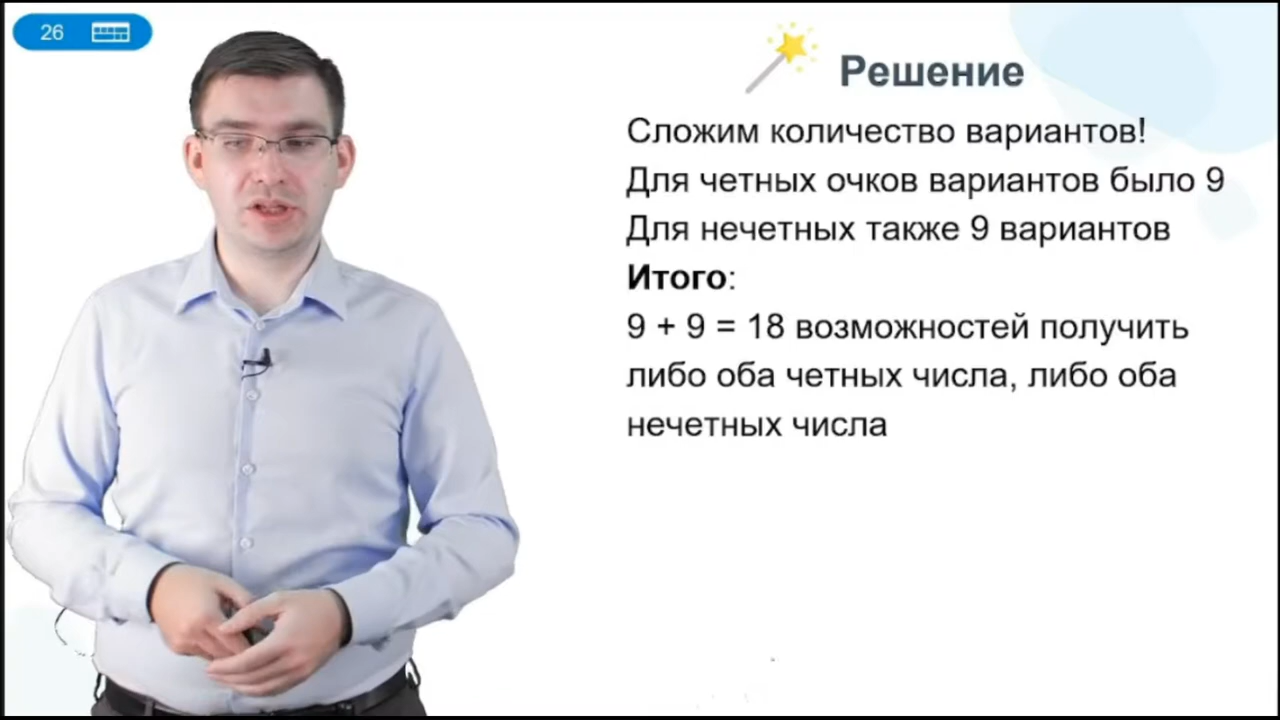 26
Решение
Сложим количество вариантов!
Для четных очков вариантов было 9
Для нечетных также 9 вариантов
Итого:
9 + 9 = 18 возможностей получить
либо оба четных числа, либо оба
нечетных числа